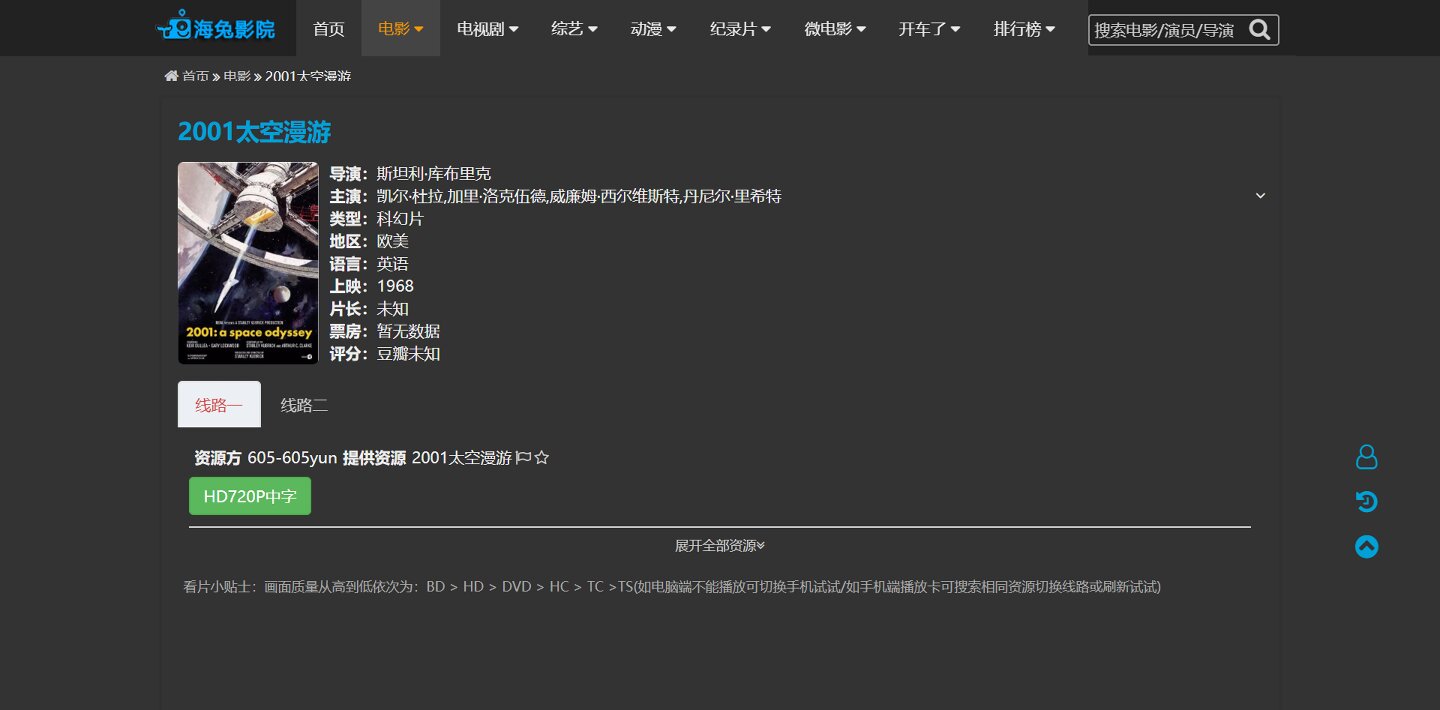 海兔影院 首页 电影 电视剧 综艺 动漫 纪录片 微电影 开车了 排行榜 搜索电影/演员/导演
首页 » 电影 » 2001太空漫游
2001太空漫游
导演：斯坦利·库布里克
主演：凯尔·杜拉,加里·洛克伍德,威廉姆·西尔维斯特,丹尼尔·里希特
类型：科幻片
地区：欧美
语言：英语
上映：1968
片长：未知
票房：暂无数据
评分：豆瓣未知
2001: a space odyssey
线路一 线路二
资源方 605-605yun 提供资源 2001太空漫游
HD720P中字
展开全部资源
看片小贴士：画面质量从高到低依次为：BD > HD > DVD > HC > TC >TS(如电脑端不能播放可切换手机试试/如手机端播放卡可搜索相同资源切换线路或刷新试试)